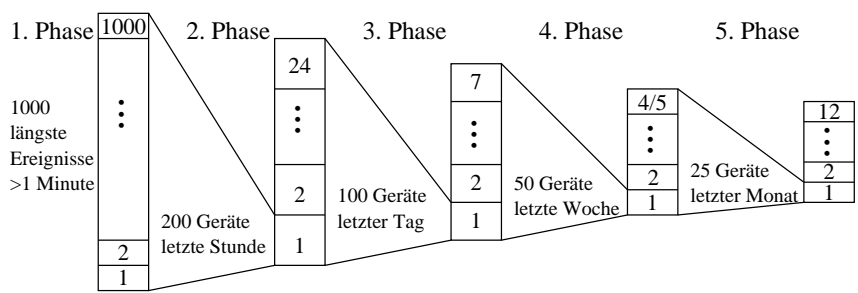 1. Phase
2. Phase
3. Phase
4. Phase
5. Phase
1000
24
7
4/5
12
1000
längste
Ereignisse
>1 Minute
2
1
200 Geräte
letzte Stunde
2
1
100 Geräte
letzter Tag
2
1
50 Geräte
letzte Woche
2
1
25 Geräte
letzter Monat
2
1